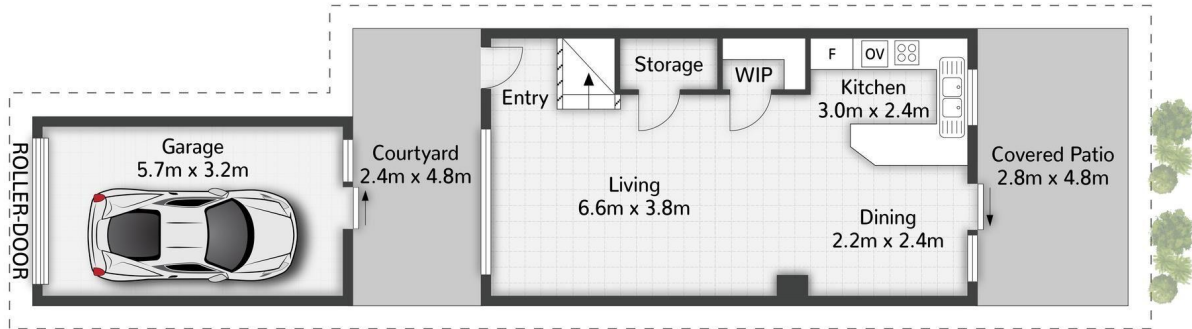 ROLLER-DOOR
Garage
5.7m x 3.2m
Courtyard
2.4m x 4.8m
Entry
Storage
WIP
F
OV
Kitchen
3.0m x 2.4m
Living
6.6m x 3.8m
Dining
2.2m x 2.4m
Covered Patio
2.8m x 4.8m